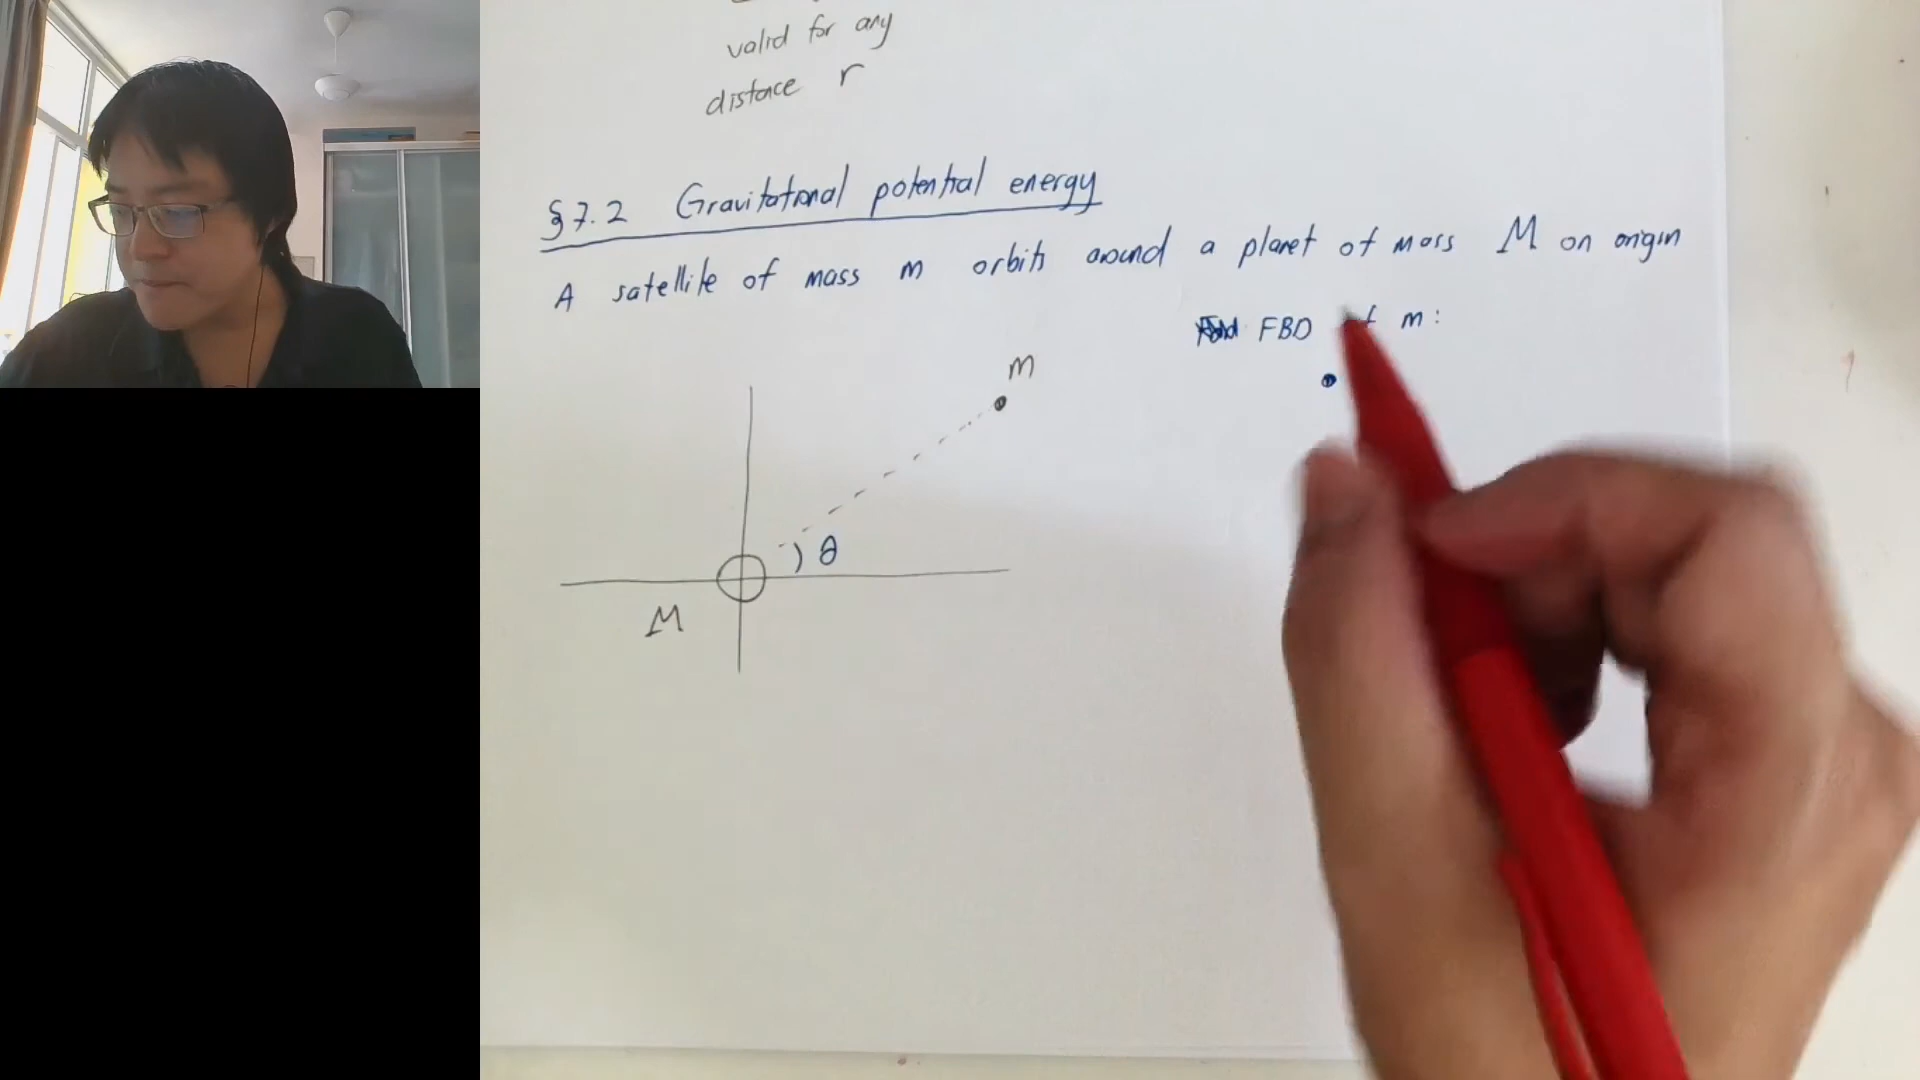 valid for any
distance r
§7.2 Gravitational potential energy
A satellite of mass m orbits around a planet of mass M on origin
FBD of m:
m
θ
M